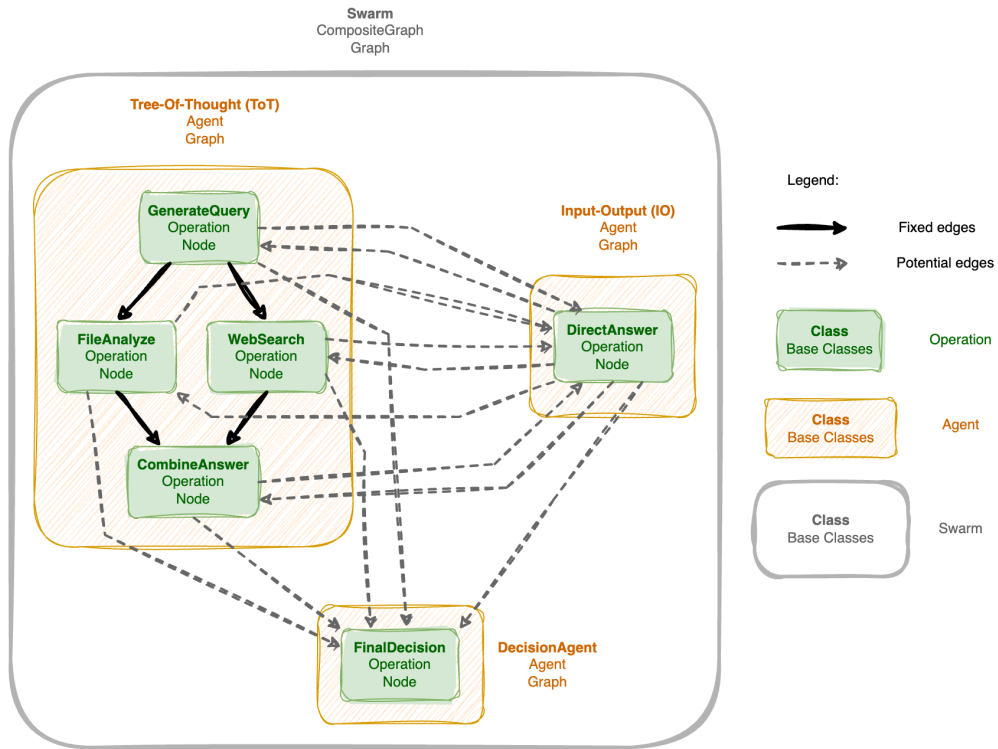 Swarm
CompositeGraph
Graph
Tree-Of-Thought (ToT)
Agent
Graph
GenerateQuery
Operation
Node
FileAnalyze
Operation
Node
WebSearch
Operation
Node
CombineAnswer
Operation
Node
Input-Output (IO)
Agent
Graph
DirectAnswer
Operation
Node
FinalDecision
Operation
Node
DecisionAgent
Agent
Graph
Legend:
Fixed edges
Potential edges
Class
Base Classes
Operation
Class
Base Classes
Agent
Class
Base Classes
Swarm